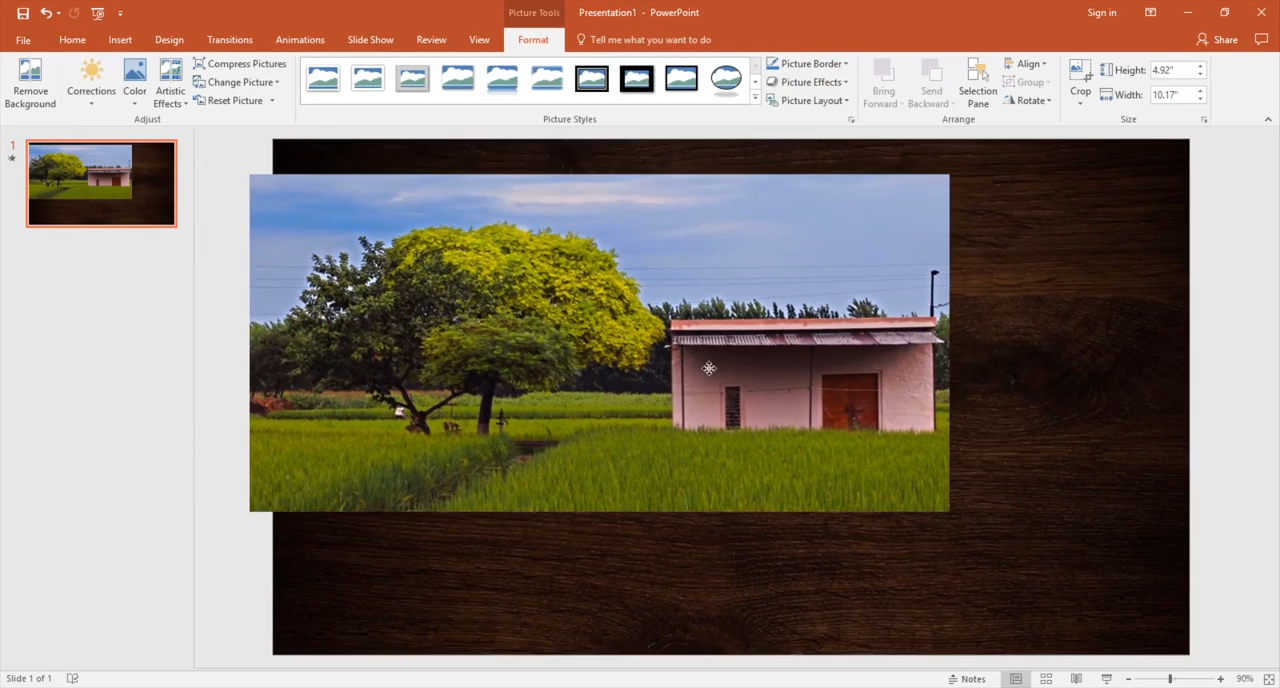 Picture Tools
Presentation1 - PowerPoint
Sign in
File
Home
Insert
Design
Transitions
Animations
Slide Show
Review
View
Format
Tell me what you want to do
Share
Remove Background
Corrections
Color
Artistic Effects
Compress Pictures
Change Picture
Reset Picture
Adjust
Picture Styles
Picture Border
Picture Effects
Picture Layout
Bring Forward
Send Backward
Selection Pane
Align
Group
Rotate
Arrange
Crop
Height: 4.92"
Width: 10.17"
Size
1
Slide 1 of 1
Notes
90%